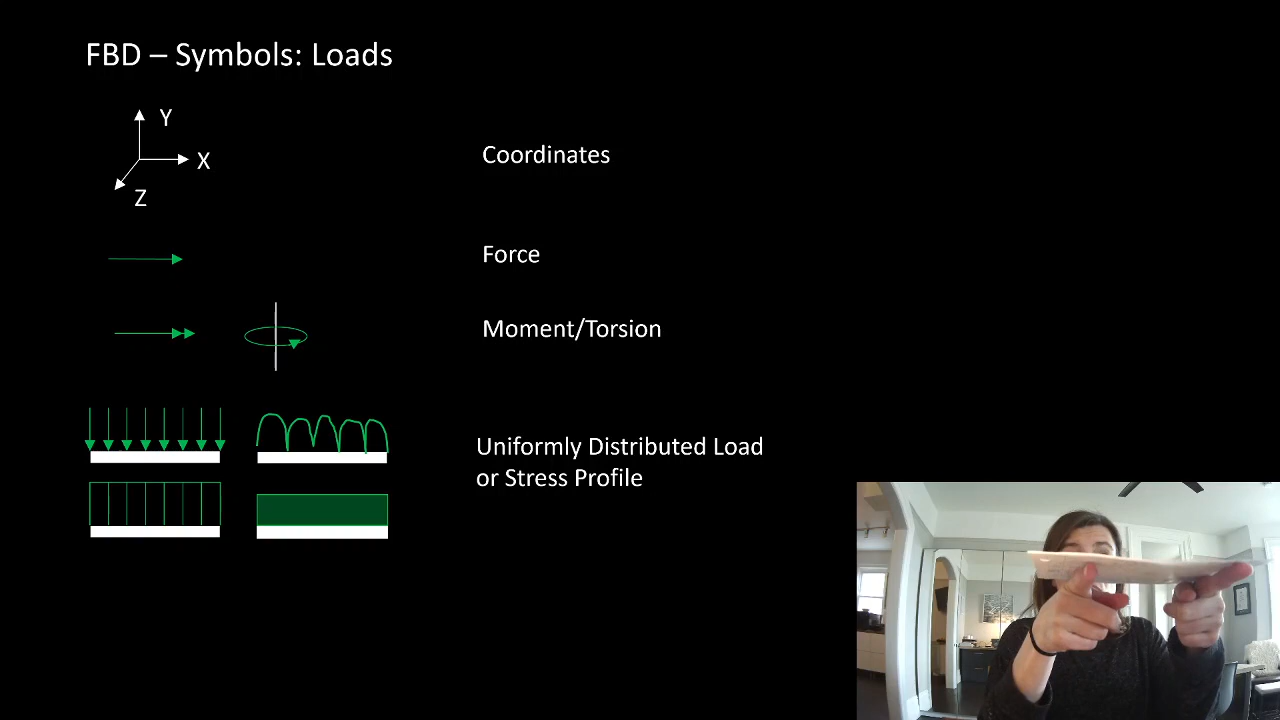 FBD – Symbols: Loads
Y
X
Z
Coordinates
Force
Moment/Torsion
Uniformly Distributed Load
or Stress Profile